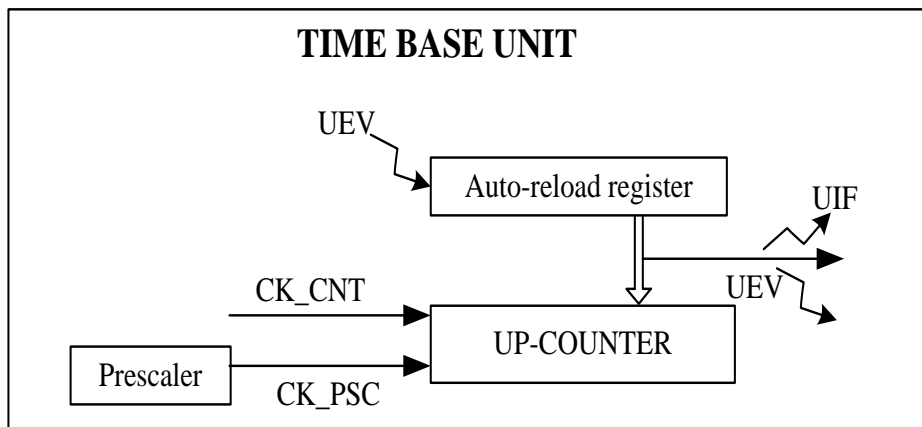 TIME BASE UNIT
UEV
Auto-reload register
UIF
UEV
CK_CNT
UP-COUNTER
Prescaler
CK_PSC